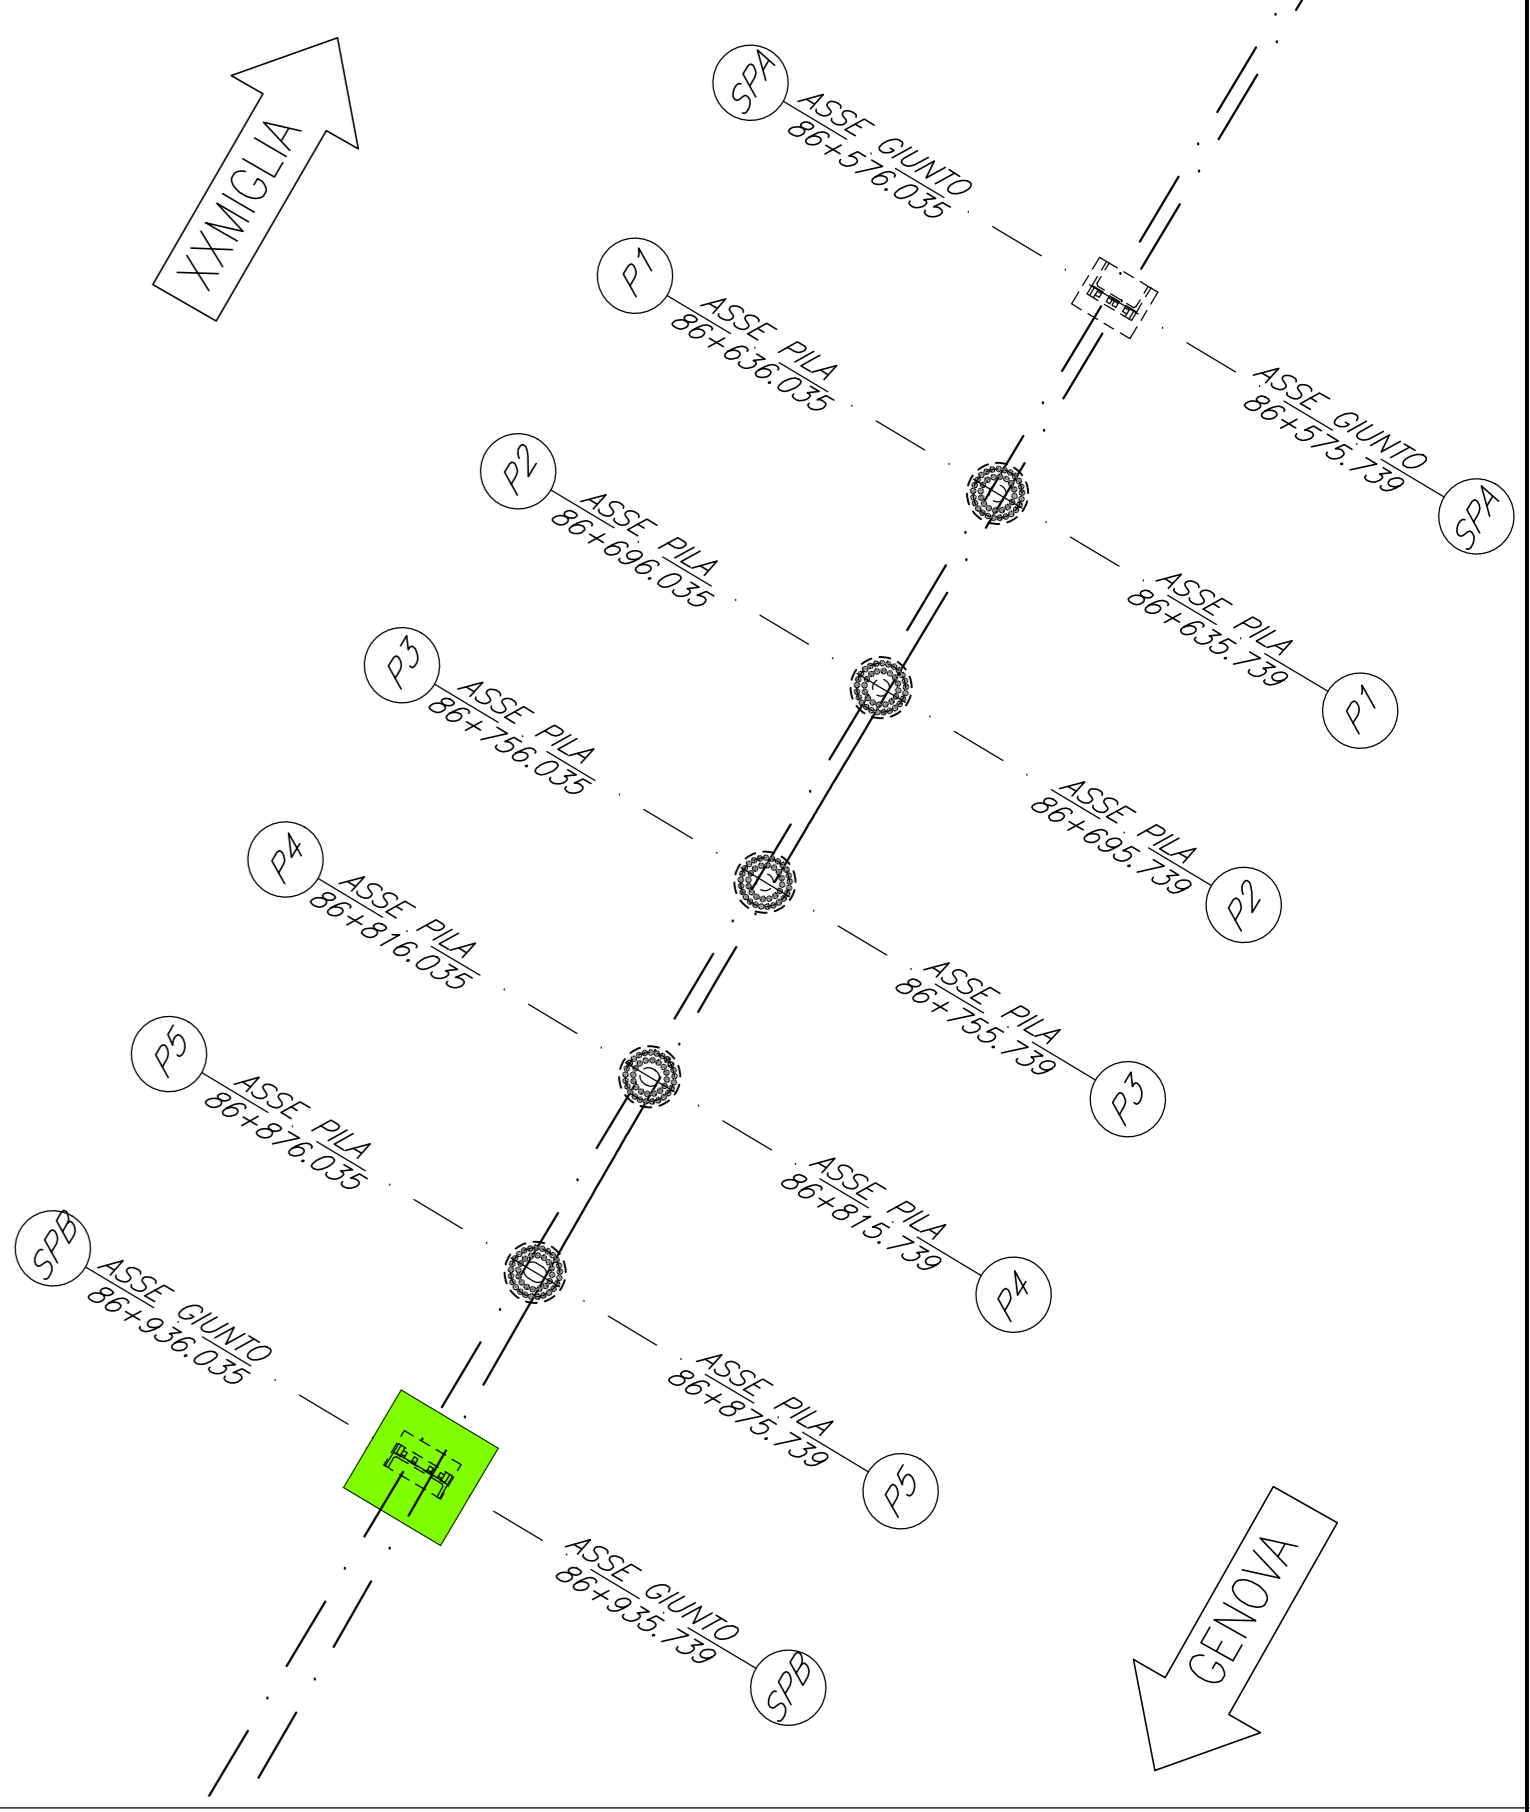 XXMIGLIA
SPA
ASSE GIUNTO
86+576.035
P1
ASSE PILA
86+636.035
ASSE GIUNTO
86+575.739
SPA
P2
ASSE PILA
86+696.035
ASSE PILA
86+635.739
P1
P3
ASSE PILA
86+756.035
ASSE PILA
86+695.739
P2
P4
ASSE PILA
86+816.035
ASSE PILA
86+755.739
P3
P5
ASSE PILA
86+876.035
ASSE PILA
86+815.739
P4
SPB
ASSE GIUNTO
86+936.035
ASSE PILA
86+875.739
P5
ASSE GIUNTO
86+935.739
SPB
GENOVA